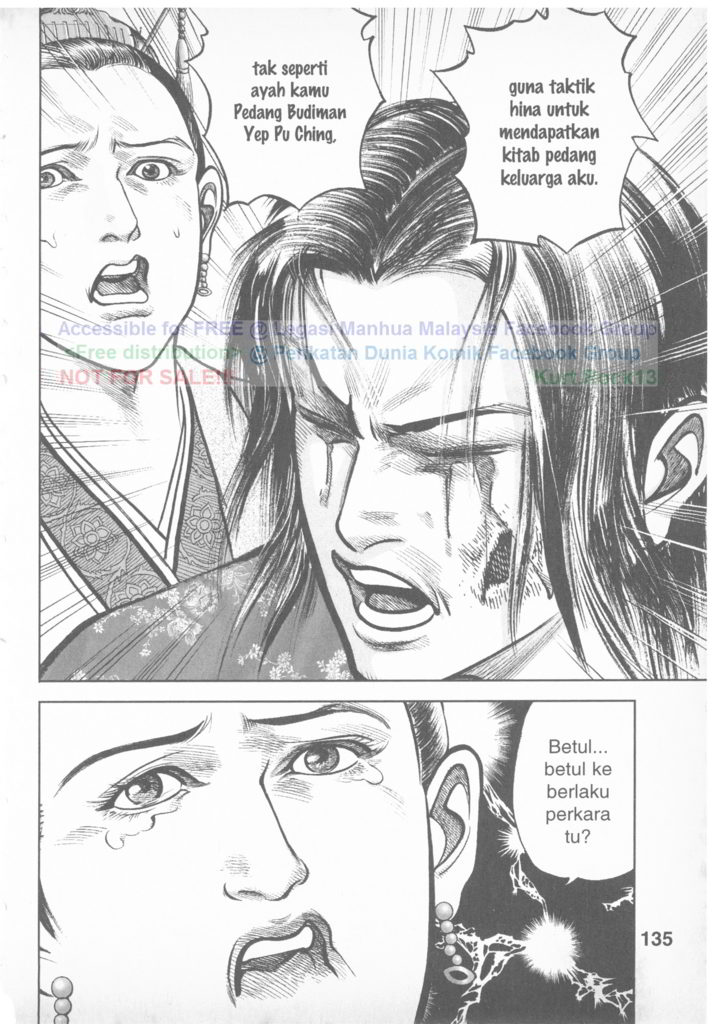 tak seperti
ayah kamu
Pedang Budiman
Yep Pu Ching,
guna taktik
hina untuk
mendapatkan
kitab pedang
keluarga aku.
Accessible for FREE @ Legasi Manhua Malaysia Facebook Group
<Free distribution> @ Perikatan Dunia Komik Facebook Group
NOT FOR SALE!!!
Kurt Rock13
Betul...
betul ke
berlaku
perkara
tu?
135